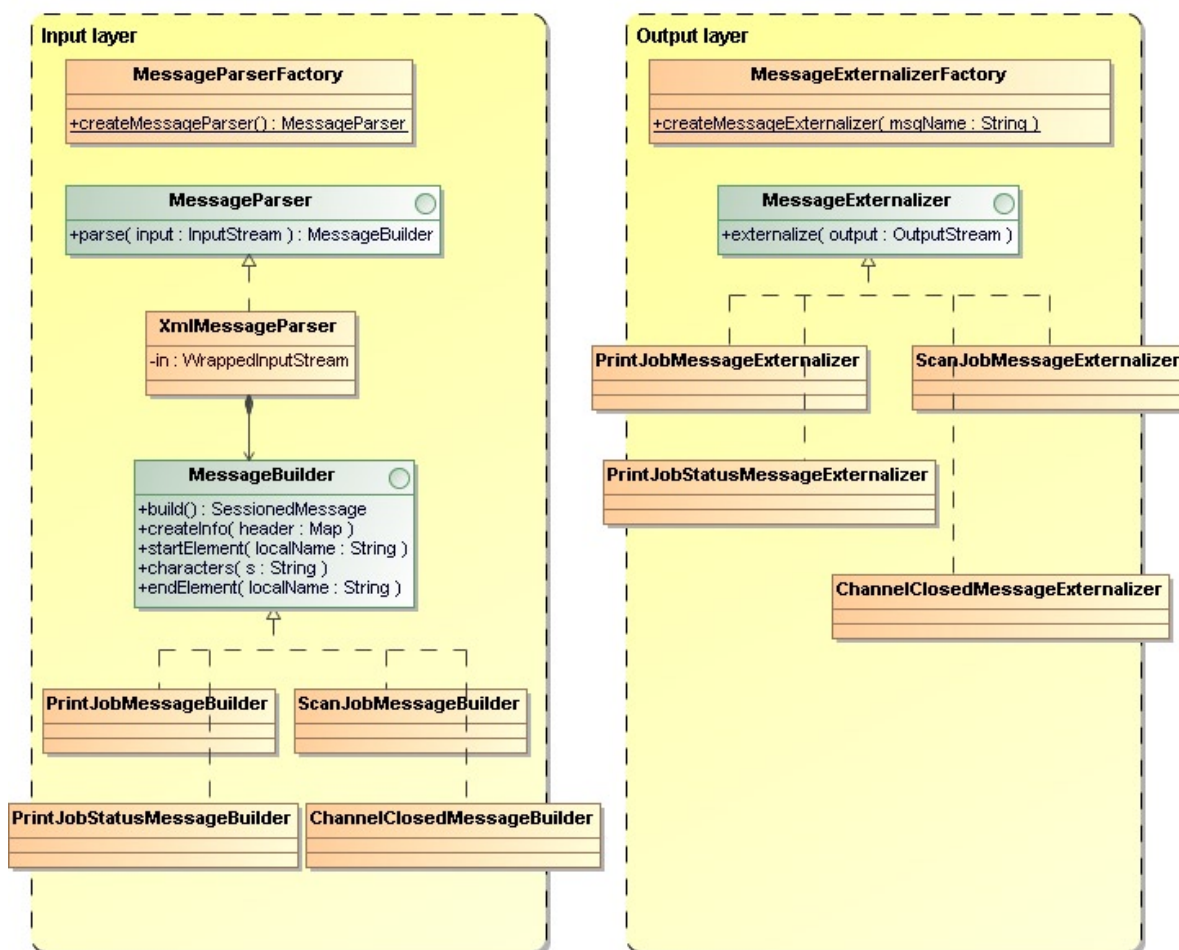 Input layer
MessageParserFactory
+createMessageParser() : MessageParser
MessageParser
+parse( input : InputStream ) : MessageBuilder
XmlMessageParser
-in : WrappedInputStream
MessageBuilder
+build() : SessionedMessage
+createInfo( header : Map )
+startElement( localName : String )
+characters( s : String )
+endElement( localName : String )
PrintJobMessageBuilder
ScanJobMessageBuilder
PrintJobStatusMessageBuilder
ChannelClosedMessageBuilder
Output layer
MessageExternalizerFactory
+createMessageExternalizer( msgName : String )
MessageExternalizer
+externalize( output : OutputStream )
PrintJobMessageExternalizer
ScanJobMessageExternalizer
PrintJobStatusMessageExternalizer
ChannelClosedMessageExternalizer